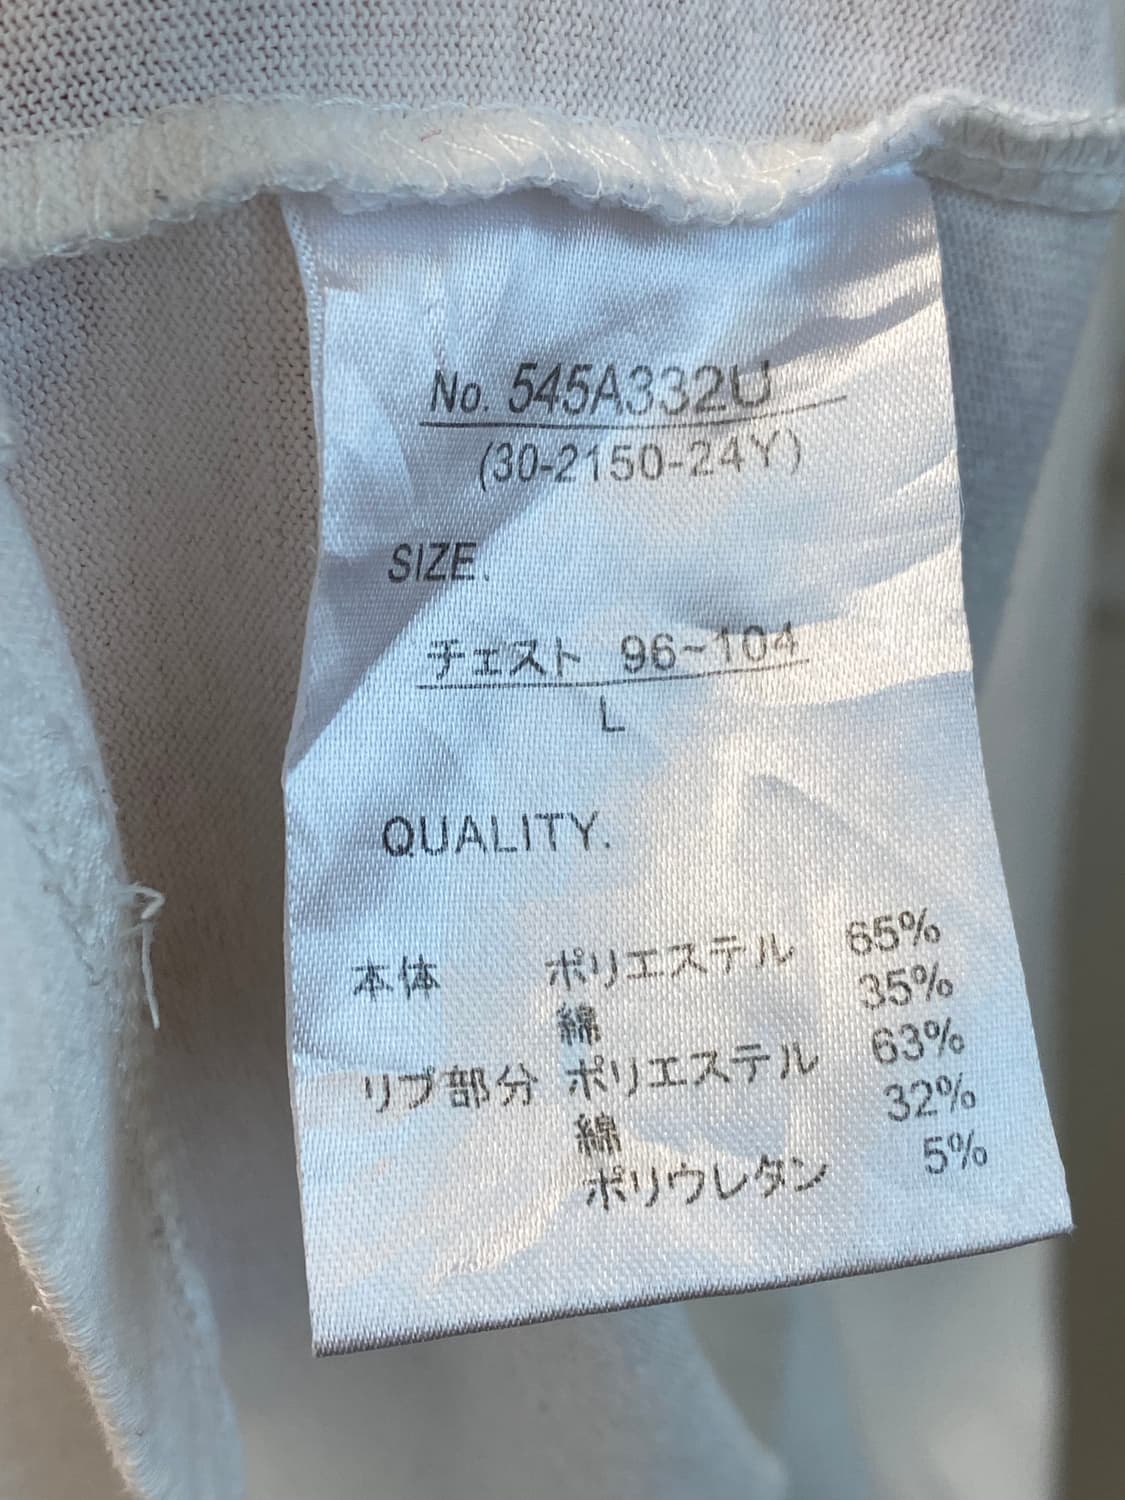 No. 545A332U
(30-2150-24Y)
SIZE.
チェスト 96~104
L
QUALITY.
本体 ポリエステル 65%
綿 35%
リブ部分 ポリエステル 63%
綿 32%
ポリウレタン 5%